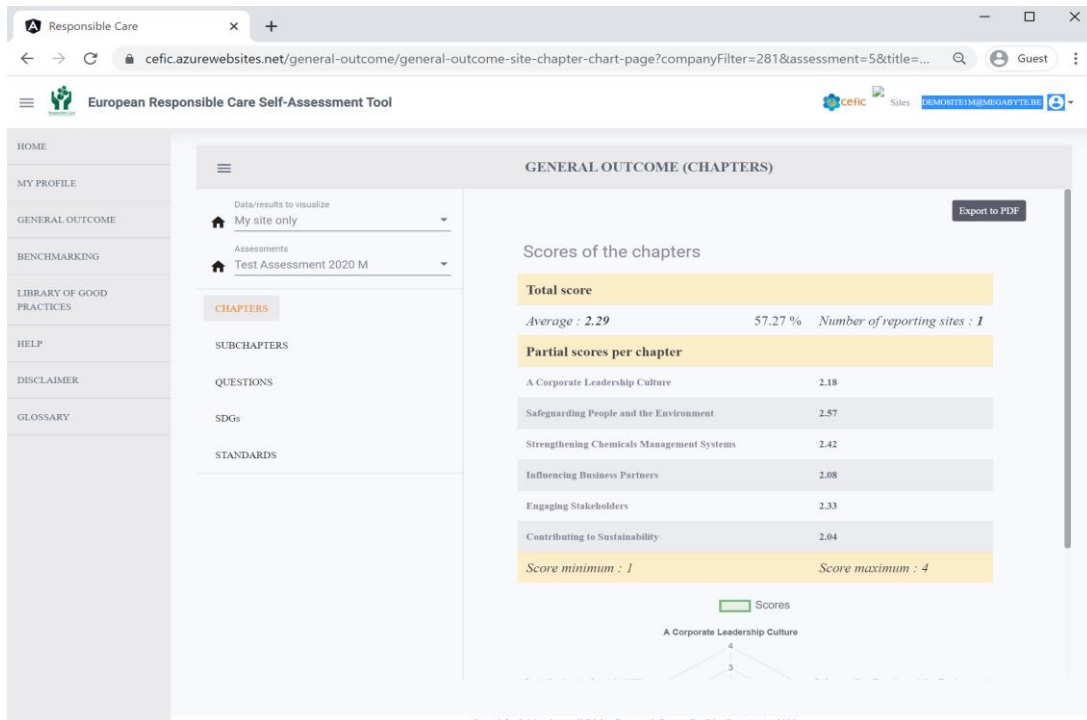 Responsible Care
cefic.azurewebsites.net/general-outcome/general-outcome-site-chapter-chart-page?companyFilter=281&assessment=5&title=...
Guest
European Responsible Care Self-Assessment Tool
cefic
Sites
DEMOSITE1M@MEGABYTE.BE
HOME
MY PROFILE
GENERAL OUTCOME
BENCHMARKING
LIBRARY OF GOOD
PRACTICES
HELP
DISCLAIMER
GLOSSARY
GENERAL OUTCOME (CHAPTERS)
Data/results to visualize
My site only
Assessments
Test Assessment 2020 M
CHAPTERS
SUBCHAPTERS
QUESTIONS
SDGs
STANDARDS
Export to PDF
Scores of the chapters
Total score
Average : 2.29 57.27 % Number of reporting sites : 1
Partial scores per chapter
A Corporate Leadership Culture 2.18
Safeguarding People and the Environment 2.57
Strengthening Chemicals Management Systems 2.42
Influencing Business Partners 2.08
Engaging Stakeholders 2.33
Contributing to Sustainability 2.04
Score minimum : 1 Score maximum : 4
Scores
A Corporate Leadership Culture
4
3